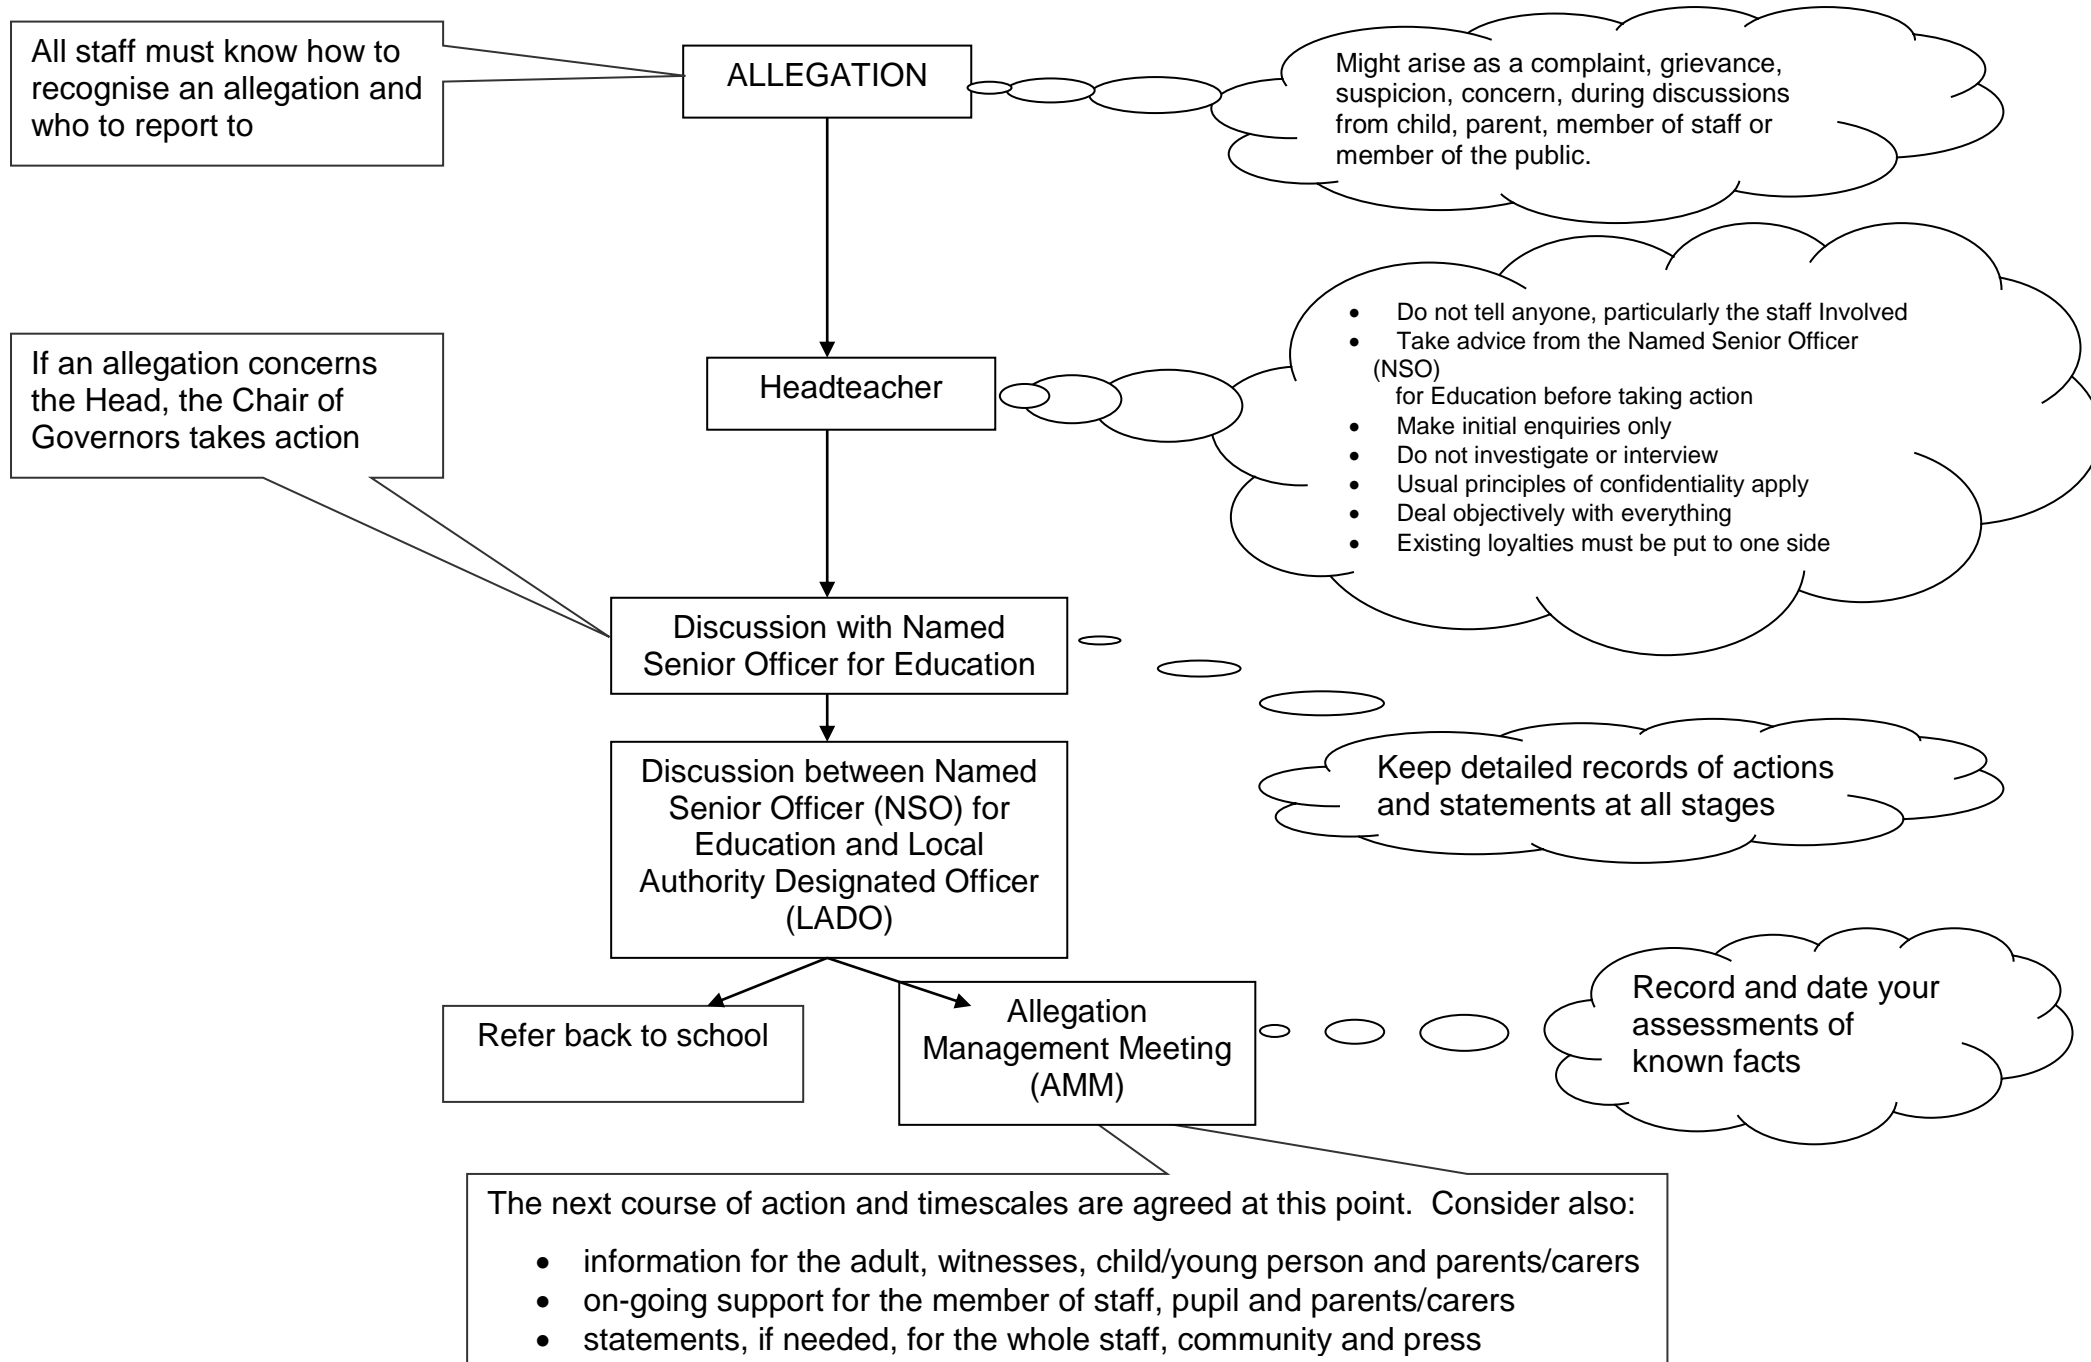 All staff must know how to
recognise an allegation and
who to report to
ALLEGATION
Might arise as a complaint, grievance,
suspicion, concern, during discussions
from child, parent, member of staff or
member of the public.
If an allegation concerns
the Head, the Chair of
Governors takes action
Headteacher
• Do not tell anyone, particularly the staff Involved
• Take advice from the Named Senior Officer
(NSO)
for Education before taking action
• Make initial enquiries only
• Do not investigate or interview
• Usual principles of confidentiality apply
• Deal objectively with everything
• Existing loyalties must be put to one side
Discussion with Named
Senior Officer for Education
Keep detailed records of actions
and statements at all stages
Discussion between Named
Senior Officer (NSO) for
Education and Local
Authority Designated Officer
(LADO)
Refer back to school
Allegation
Management Meeting
(AMM)
Record and date your
assessments of
known facts
The next course of action and timescales are agreed at this point.  Consider also:
• information for the adult, witnesses, child/young person and parents/carers
• on-going support for the member of staff, pupil and parents/carers
• statements, if needed, for the whole staff, community and press